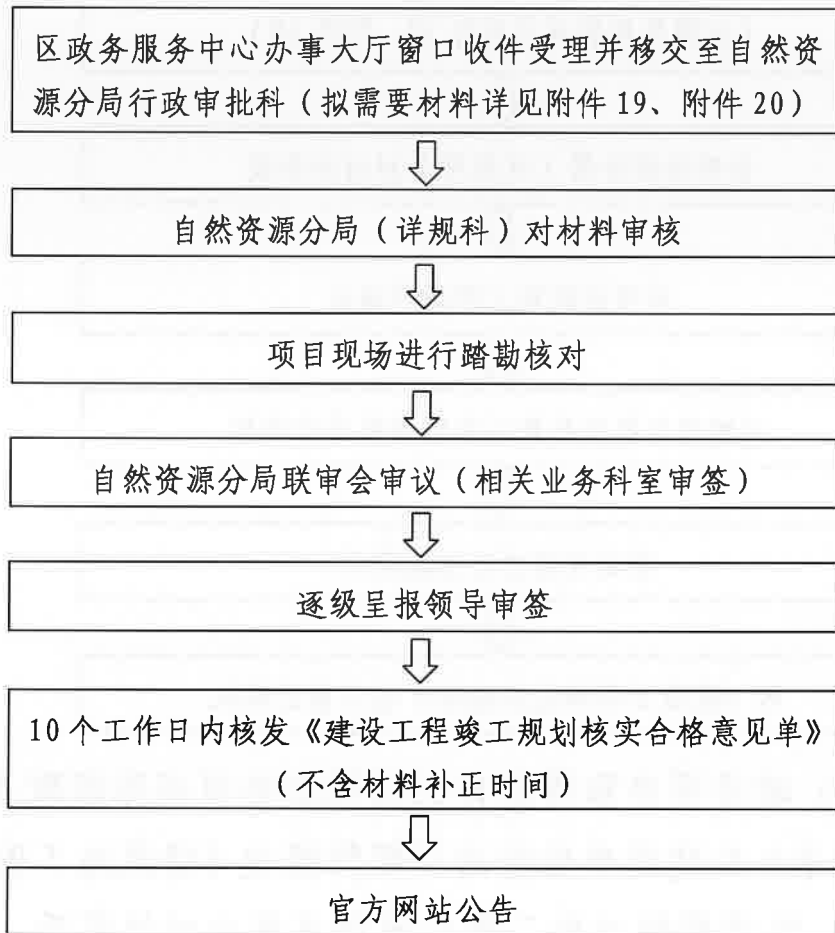 区政务服务中心办事大厅窗口收件受理并移交至自然资
源分局行政审批科（拟需要材料详见附件 19、附件 20）
自然资源分局（详规科）对材料审核
项目现场进行踏勘核对
自然资源分局联审会审议（相关业务科室审签）
逐级呈报领导审签
10 个工作日内核发《建设工程竣工规划核实合格意见单》
（不含材料补正时间）
官方网站公告